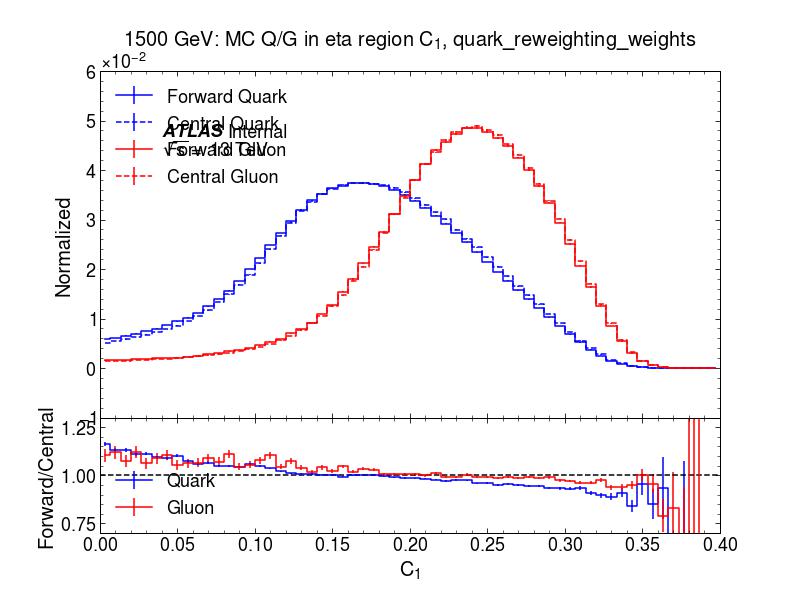 1500 GeV: MC Q/G in eta region C₁, quark_reweighting_weights
×10⁻²
Normalized
6
5
4
3
2
1
0
−1
Forward Quark
Central Quark
ATLAS Internal
√s = 13 TeV
Forward Gluon
Central Gluon
Forward/Central
1.25
1.00
0.75
Quark
Gluon
0.00 0.05 0.10 0.15 0.20 0.25 0.30 0.35 0.40
C₁